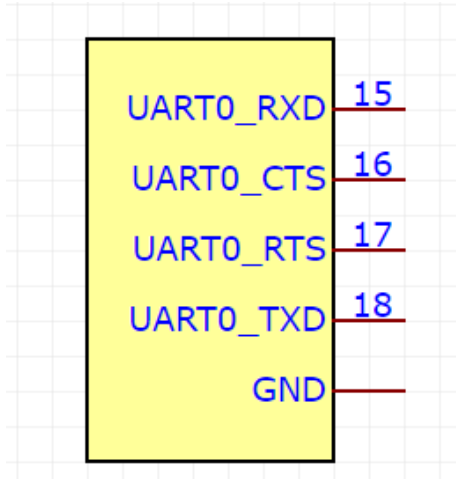 UART0_RXD 15
UART0_CTS 16
UART0_RTS 17
UART0_TXD 18
GND